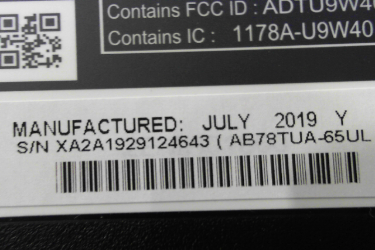 Contains FCC ID : ADTU9W40
Contains IC : 1178A-U9W40
MANUFACTURED: JULY 2019 Y
S/N XA2A1929124643 ( AB78TUA-65UL